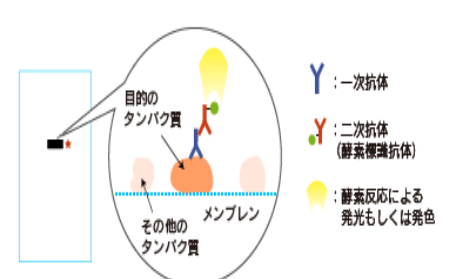 目的の
タンパク質
その他の
タンパク質
メンブレン
：一次抗体
：二次抗体
（酵素標識抗体）
：酵素反応による
発光もしくは発色